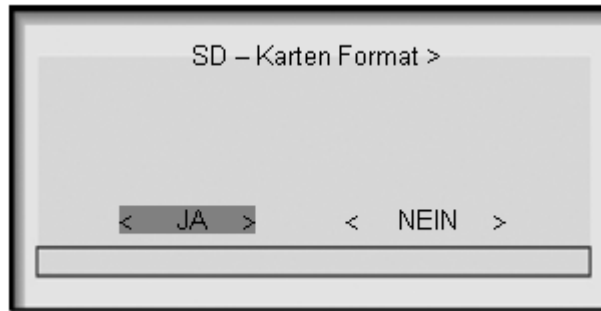 SD – Karten Format >
< JA > < NEIN >